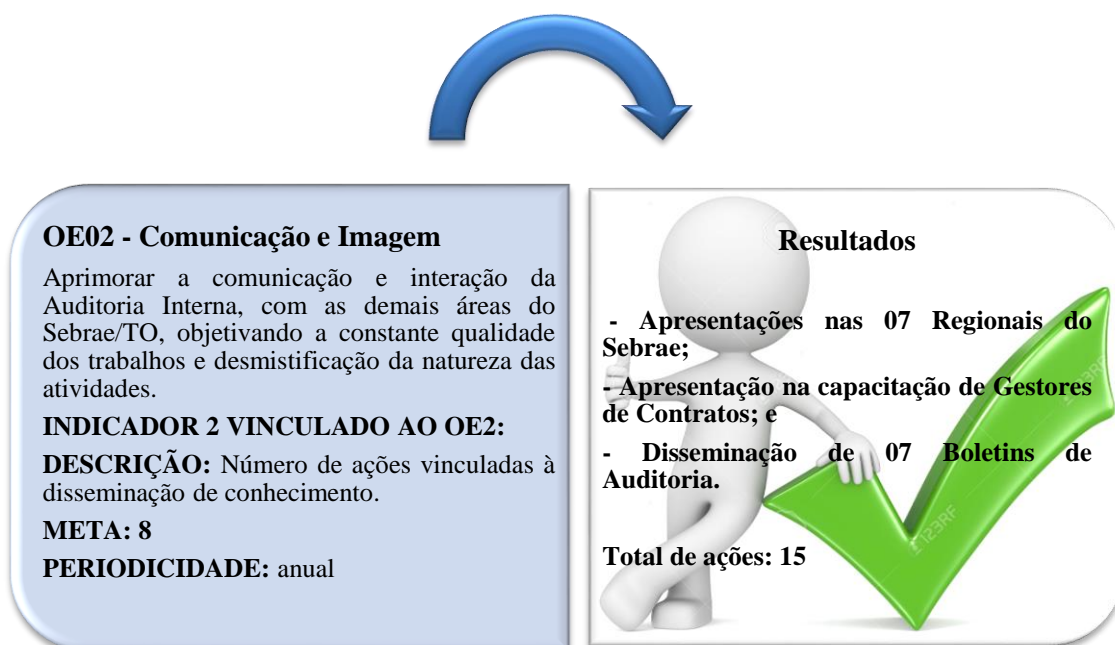 OE02 - Comunicação e Imagem
Aprimorar a comunicação e interação da
Auditoria Interna, com as demais áreas do
Sebrae/TO, objetivando a constante qualidade
dos trabalhos e desmistificação da natureza das
atividades.
INDICADOR 2 VINCULADO AO OE2:
DESCRIÇÃO: Número de ações vinculadas à
disseminação de conhecimento.
META: 8
PERIODICIDADE: anual
Resultados
- Apresentações nas 07 Regionais do
Sebrae;
- Apresentação na capacitação de Gestores
de Contratos; e
- Disseminação de 07 Boletins de
Auditoria.
Total de ações: 15
123RF
123RF